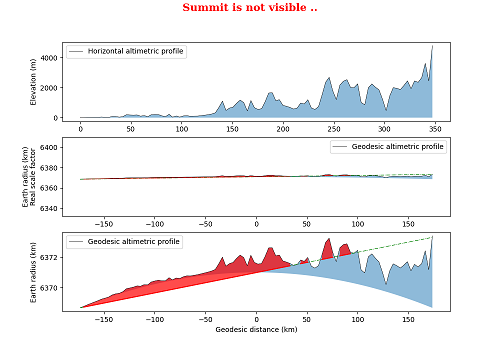 Summit is not visible ..
Horizontal altimetric profile
Elevation (m)
4000
2000
0
0 50 100 150 200 250 300 350
Geodesic altimetric profile
Earth radius (km)
Real scale factor
6400
6380
6360
6340
−150 −100 −50 0 50 100 150
Geodesic altimetric profile
Earth radius (km)
6372
6370
−150 −100 −50 0 50 100 150
Geodesic distance (km)